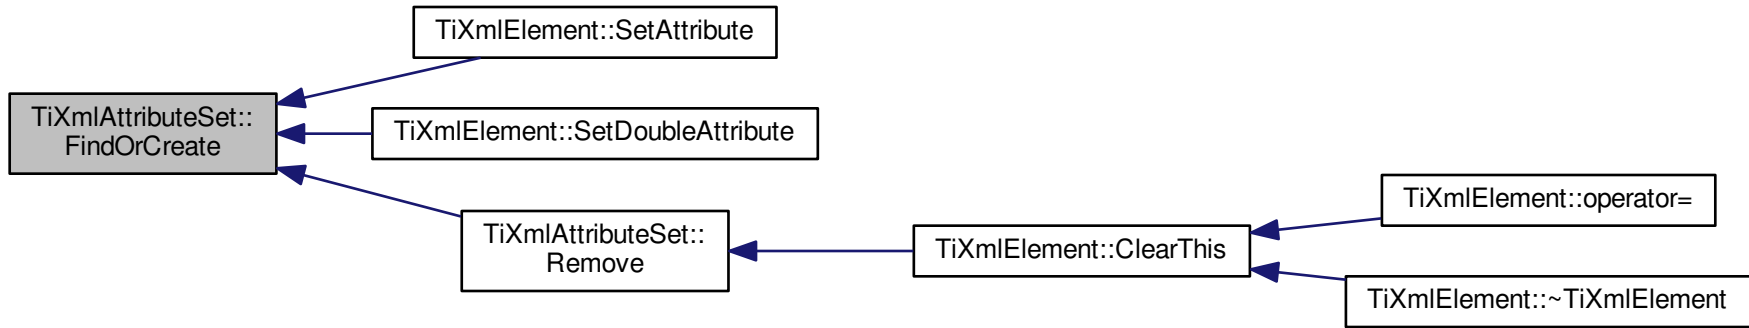 TiXmlElement::SetAttribute
TiXmlAttributeSet::
FindOrCreate
TiXmlElement::SetDoubleAttribute
TiXmlAttributeSet::
Remove
TiXmlElement::ClearThis
TiXmlElement::operator=
TiXmlElement::~TiXmlElement